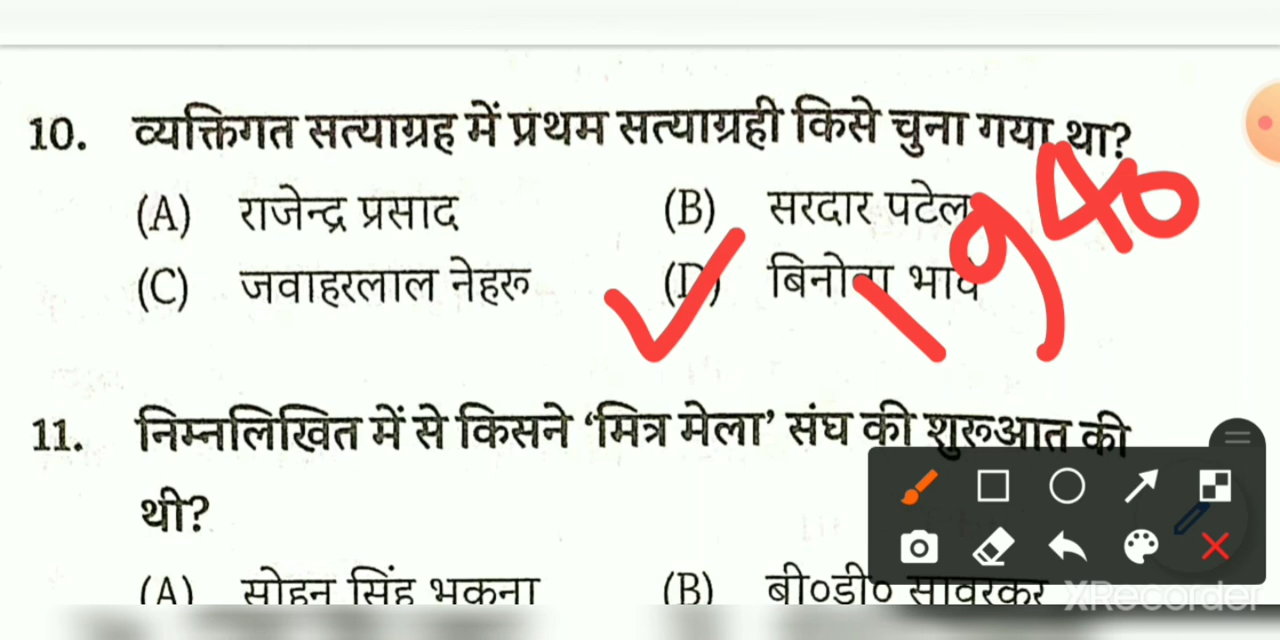 10. व्यक्तिगत सत्याग्रह में प्रथम सत्याग्रही किसे चुना गया था?
(A) राजेन्द्र प्रसाद (B) सरदार पटेल
(C) जवाहरलाल नेहरू (D) बिनोवा भावे
1940
11. निम्नलिखित में से किसने ‘मित्र मेला’ संघ की शुरूआत की
थी?
(A) सोहन सिंह भकना (B) बी०डी० सावरकर
XRecorder